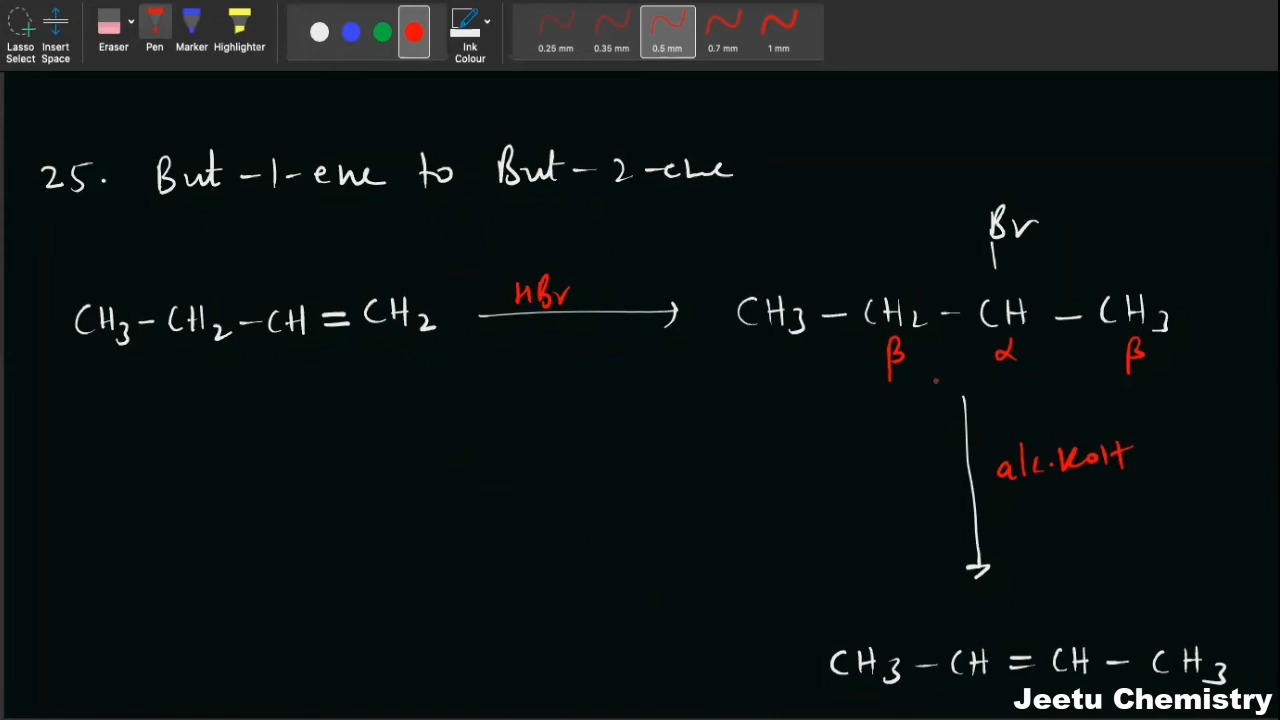 Lasso Select
Insert Space
Eraser
Pen
Marker
Highlighter
Ink Colour
0.25 mm
0.35 mm
0.5 mm
0.7 mm
1 mm
25. But-1-ene to But-2-ene
Br
CH3-CH2-CH=CH2 HBr CH3-CH2-CH-CH3
β α β
alc.KOH
CH3-CH=CH-CH3
Jeetu Chemistry